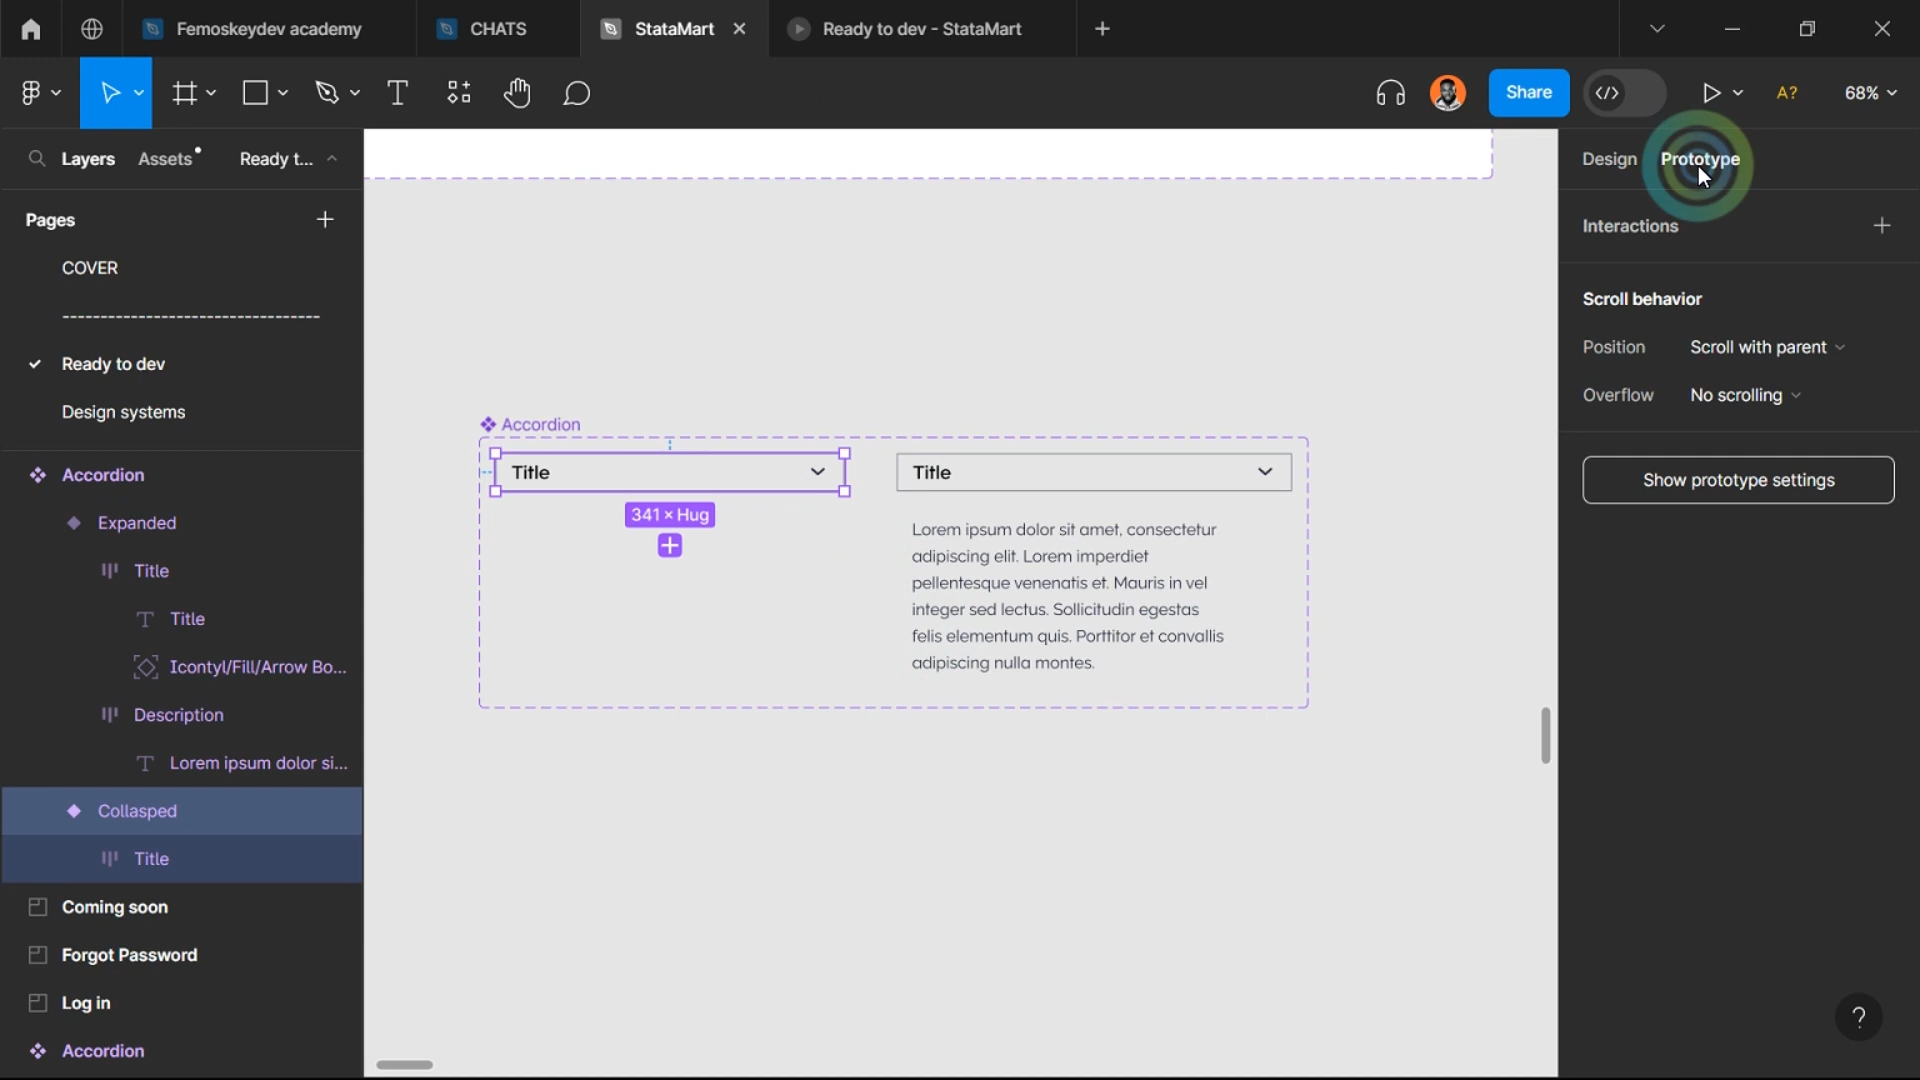 Femoskeydev academy
CHATS
StataMart
Ready to dev - StataMart
Share
A?
68%
Layers
Assets
Ready t...
Design
Prototype
Pages
COVER
---------------------------------
Ready to dev
Design systems
Accordion
Expanded
Title
Title
Icontyl/Fill/Arrow Bo...
Description
Lorem ipsum dolor si...
Collasped
Title
Coming soon
Forgot Password
Log in
Accordion
Accordion
Title
341 × Hug
Title
Lorem ipsum dolor sit amet, consectetur
adipiscing elit. Lorem imperdiet
pellentesque venenatis et. Mauris in vel
integer sed lectus. Sollicitudin egestas
felis elementum quis. Porttitor et convallis
adipiscing nulla montes.
Interactions
Scroll behavior
Position
Scroll with parent
Overflow
No scrolling
Show prototype settings
?